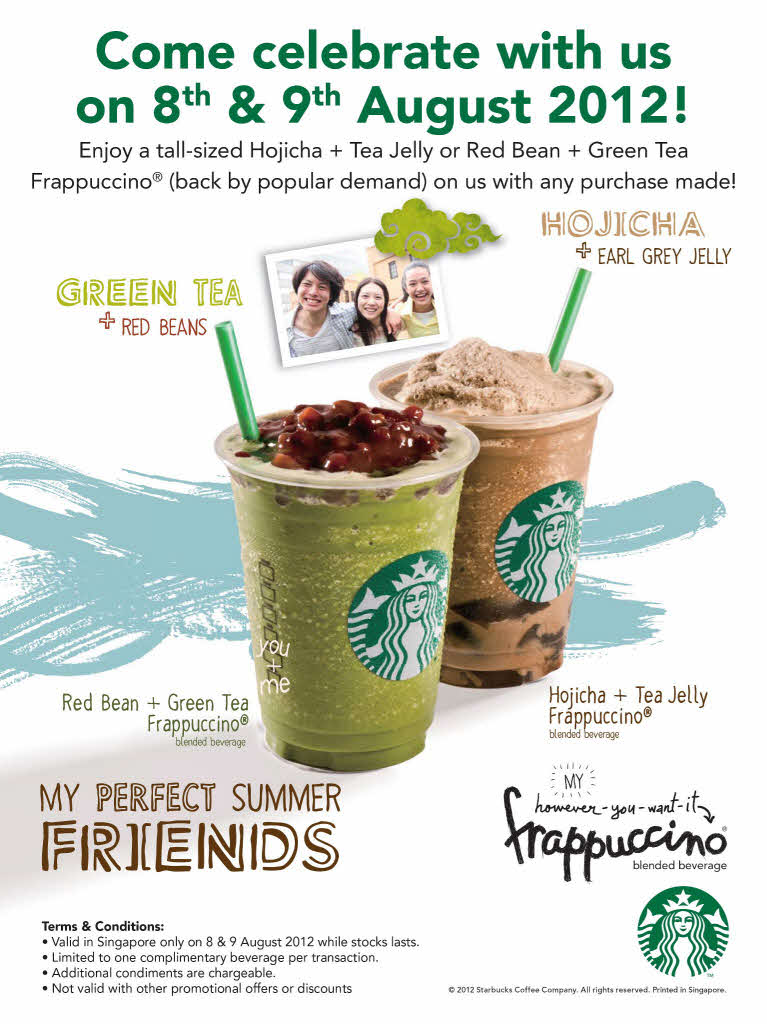 Come celebrate with us
on 8th & 9th August 2012!
Enjoy a tall-sized Hojicha + Tea Jelly or Red Bean + Green Tea
Frappuccino® (back by popular demand) on us with any purchase made!
HOJICHA
+ EARL GREY JELLY
GREEN TEA
+ RED BEANS
you
+
me
Red Bean + Green Tea
Frappuccino®
blended beverage
Hojicha + Tea Jelly
Frappuccino®
blended beverage
MY PERFECT SUMMER
FRIENDS
MY
however-you-want-it
frappuccino®
blended beverage
Terms & Conditions:
• Valid in Singapore only on 8 & 9 August 2012 while stocks lasts.
• Limited to one complimentary beverage per transaction.
• Additional condiments are chargeable.
• Not valid with other promotional offers or discounts
TM
© 2012 Starbucks Coffee Company. All rights reserved. Printed in Singapore.